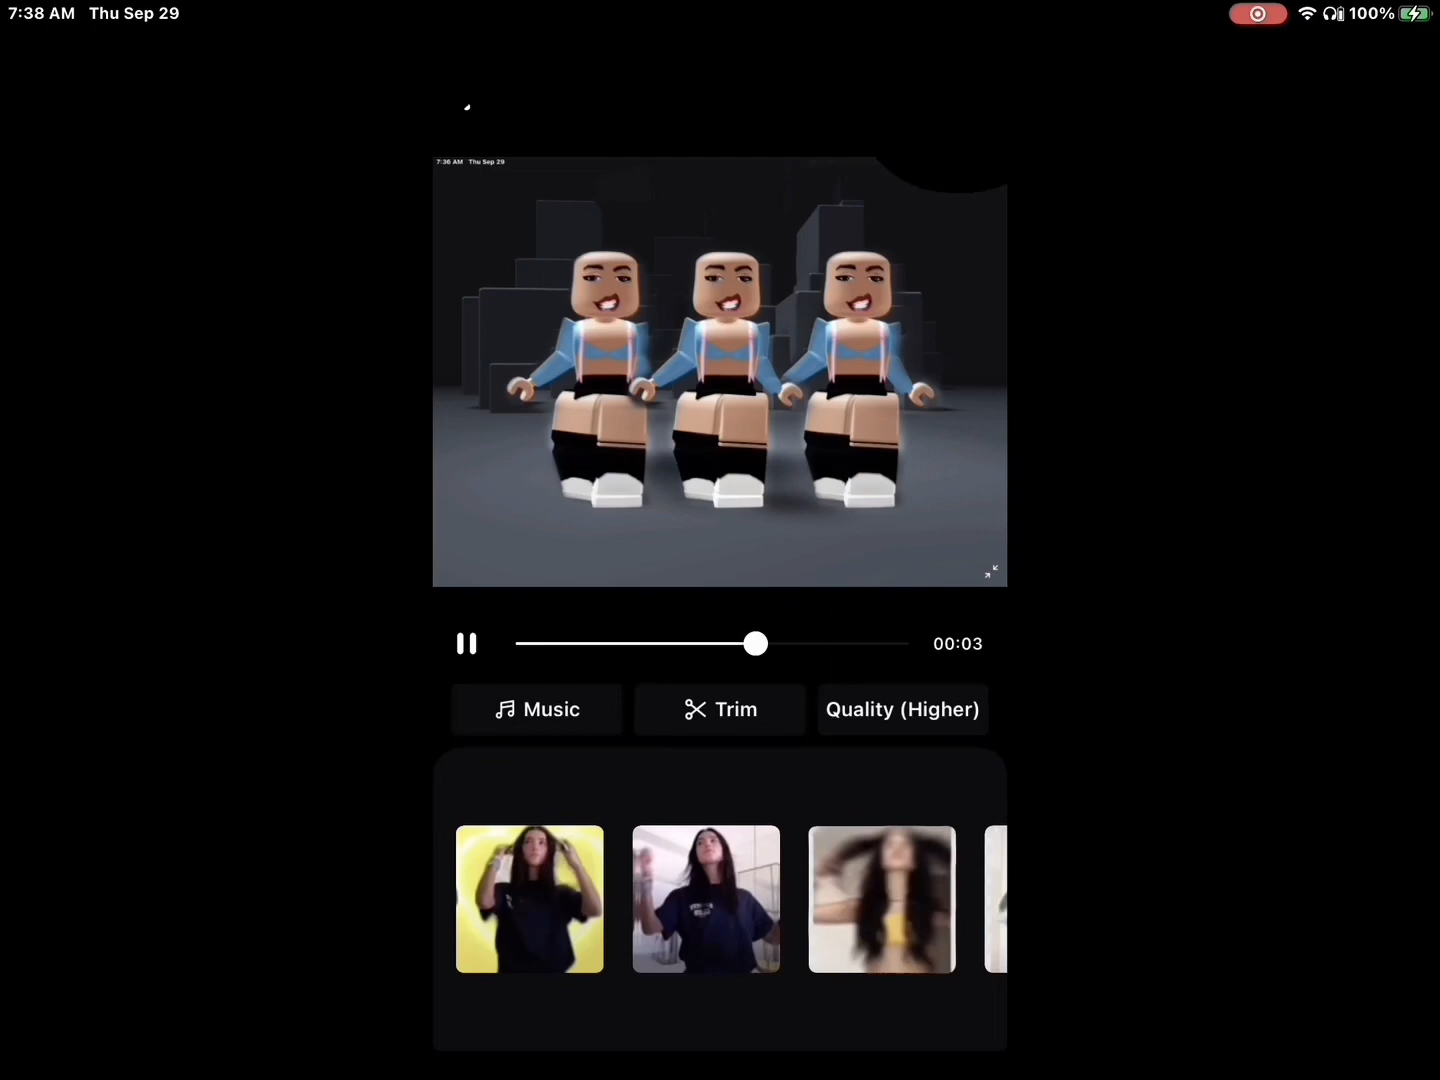 7:38 AM Thu Sep 29
100%
7:36 AM Thu Sep 29
00:03
Music
Trim
Quality (Higher)